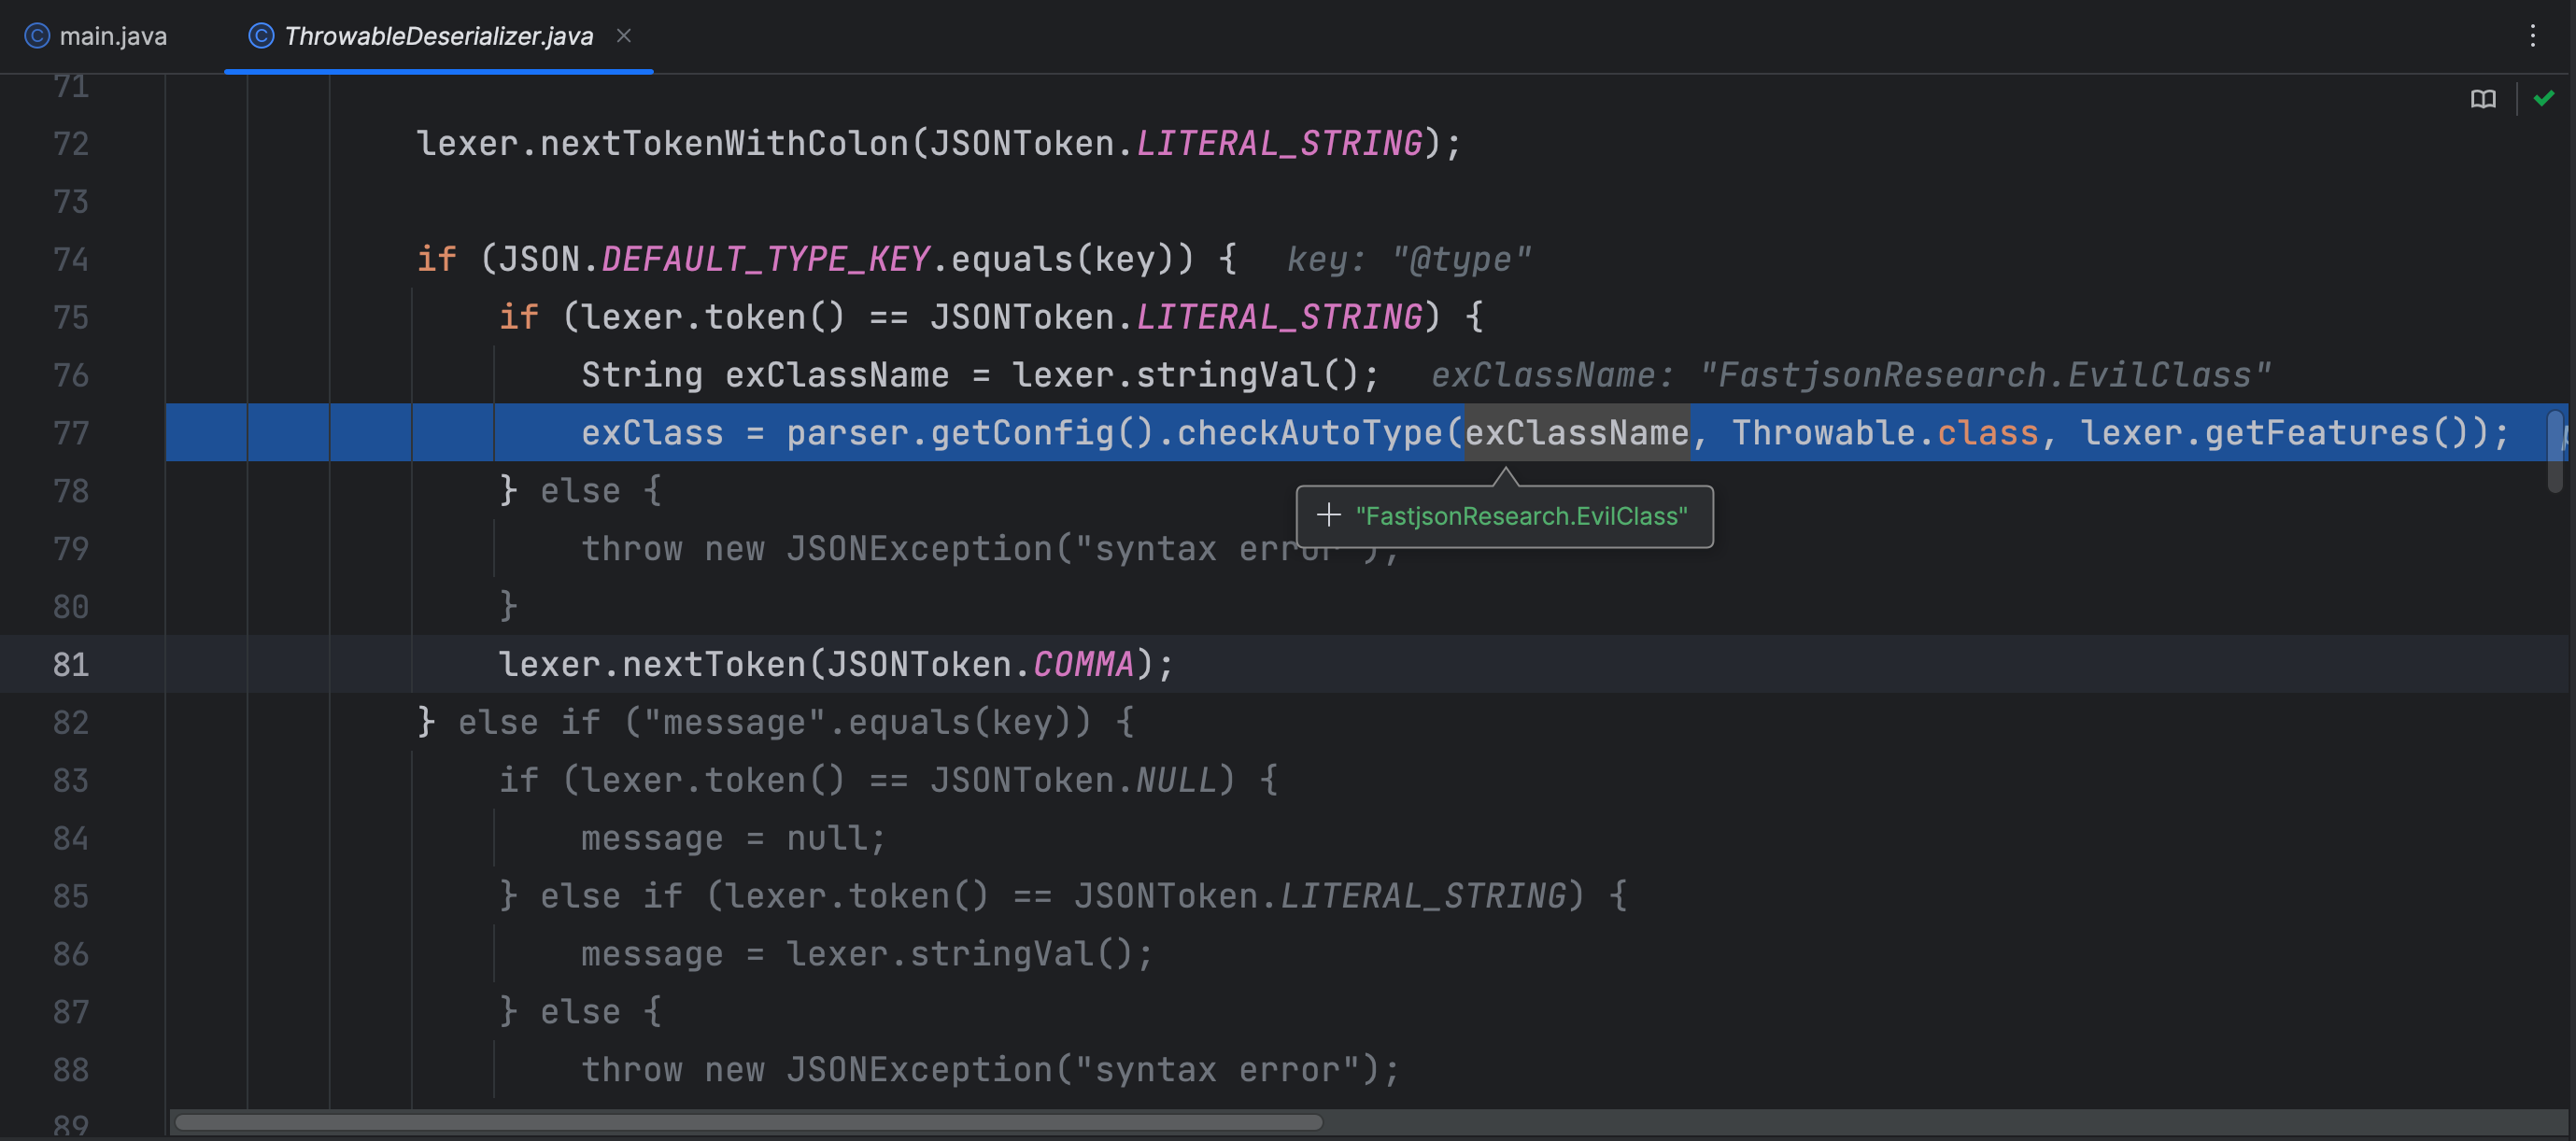 main.java
ThrowableDeserializer.java
71
72 lexer.nextTokenWithColon(JSONToken.LITERAL_STRING);
73
74 if (JSON.DEFAULT_TYPE_KEY.equals(key)) { key: "@type"
75 if (lexer.token() == JSONToken.LITERAL_STRING) {
76 String exClassName = lexer.stringVal(); exClassName: "FastjsonResearch.EvilClass"
77 exClass = parser.getConfig().checkAutoType(exClassName, Throwable.class, lexer.getFeatures());
78 } else {
"FastjsonResearch.EvilClass"
79 throw new JSONException("syntax error");
80 }
81 lexer.nextToken(JSONToken.COMMA);
82 } else if ("message".equals(key)) {
83 if (lexer.token() == JSONToken.NULL) {
84 message = null;
85 } else if (lexer.token() == JSONToken.LITERAL_STRING) {
86 message = lexer.stringVal();
87 } else {
88 throw new JSONException("syntax error");
89